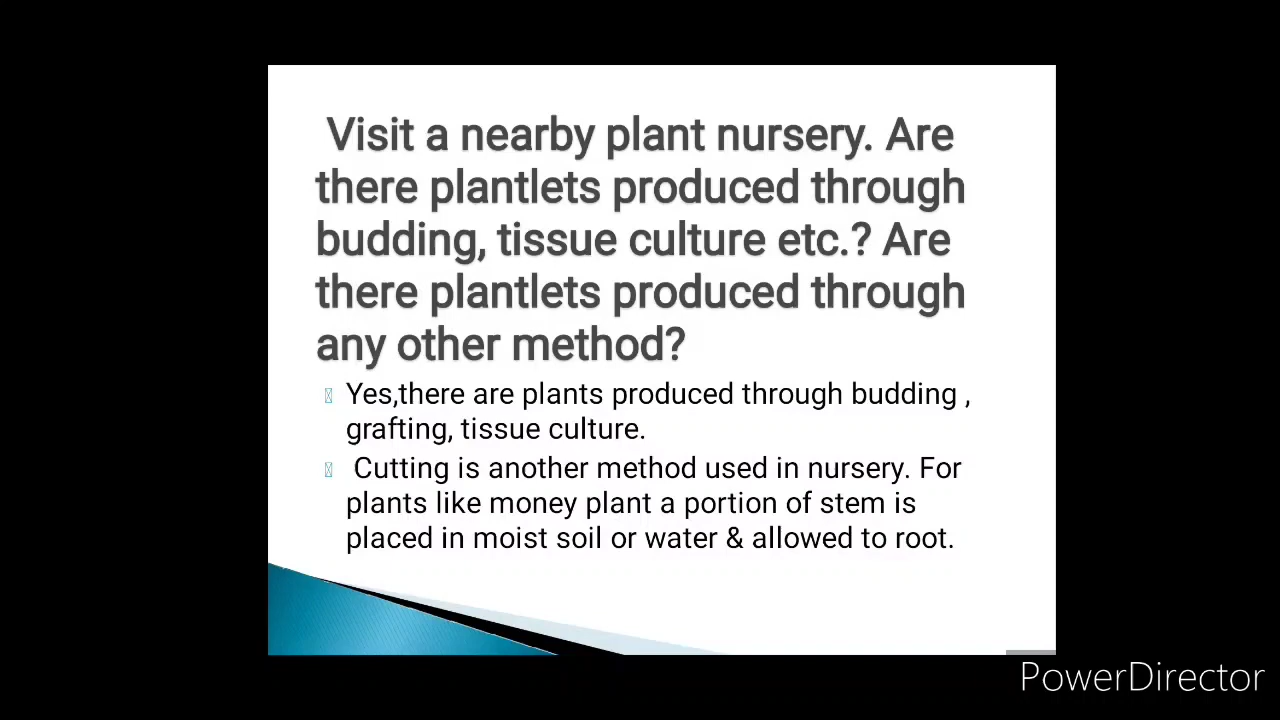 Visit a nearby plant nursery. Are
there plantlets produced through
budding, tissue culture etc.? Are
there plantlets produced through
any other method?
Yes,there are plants produced through budding ,
grafting, tissue culture.
Cutting is another method used in nursery. For
plants like money plant a portion of stem is
placed in moist soil or water & allowed to root.
PowerDirector